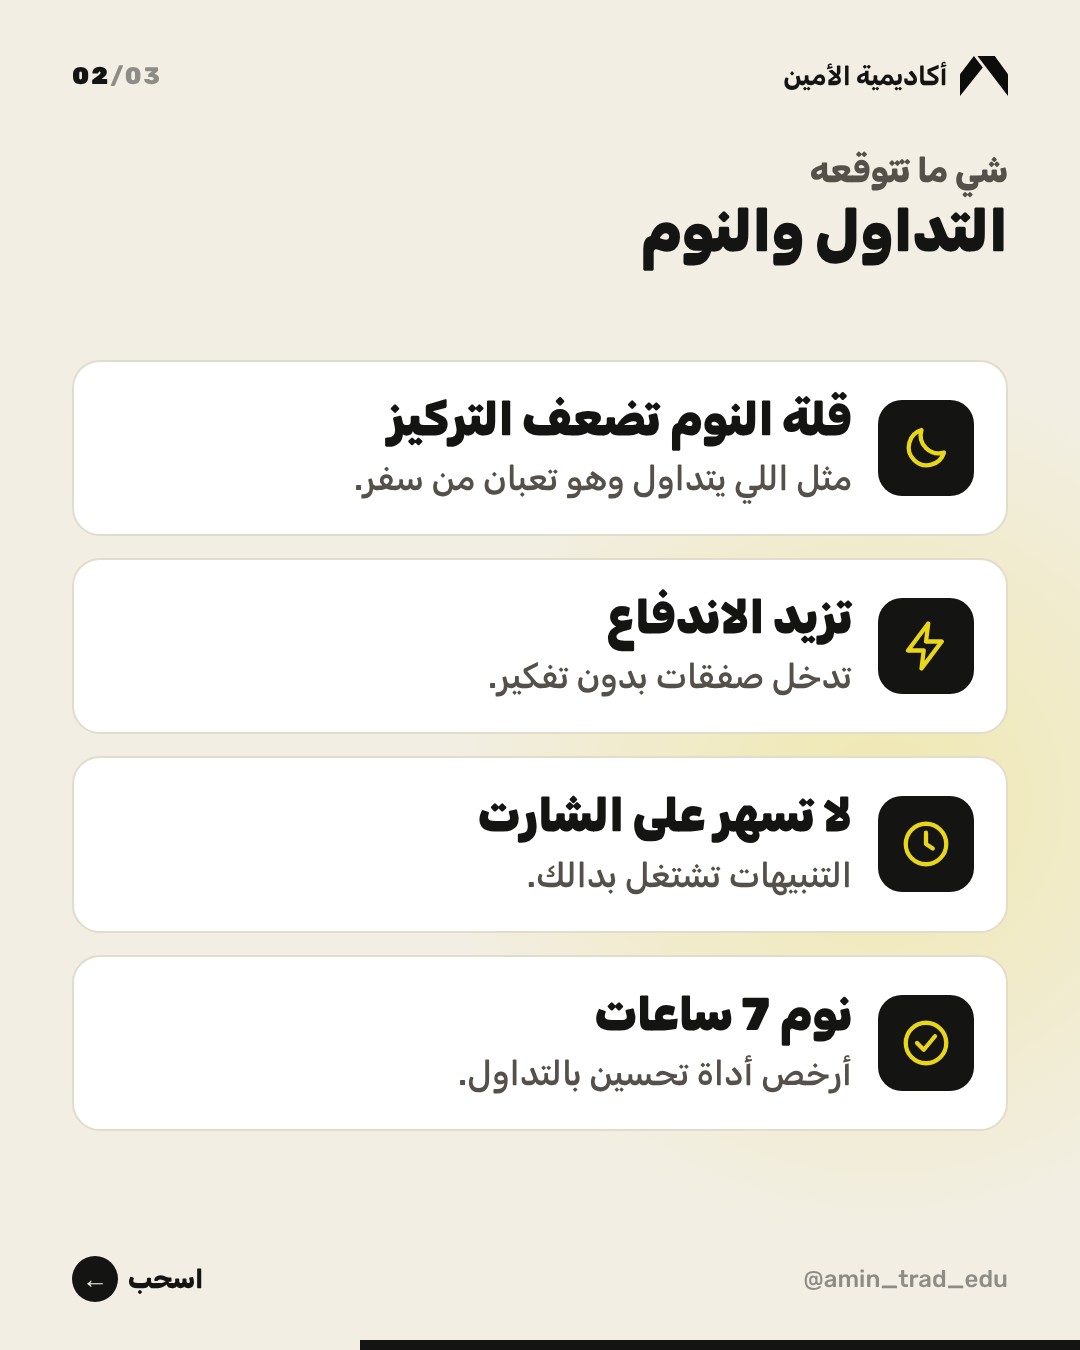 أكاديمية الأمين
02/03
شي ما تتوقعه
التداول والنوم
قلة النوم تضعف التركيز
مثل اللي يتداول وهو تعبان من سفر.
تزيد الاندفاع
تدخل صفقات بدون تفكير.
لا تسهر على الشارت
التنبيهات تشتغل بدالك.
نوم 7 ساعات
أرخص أداة تحسين بالتداول.
@amin_trad_edu
اسحب ←